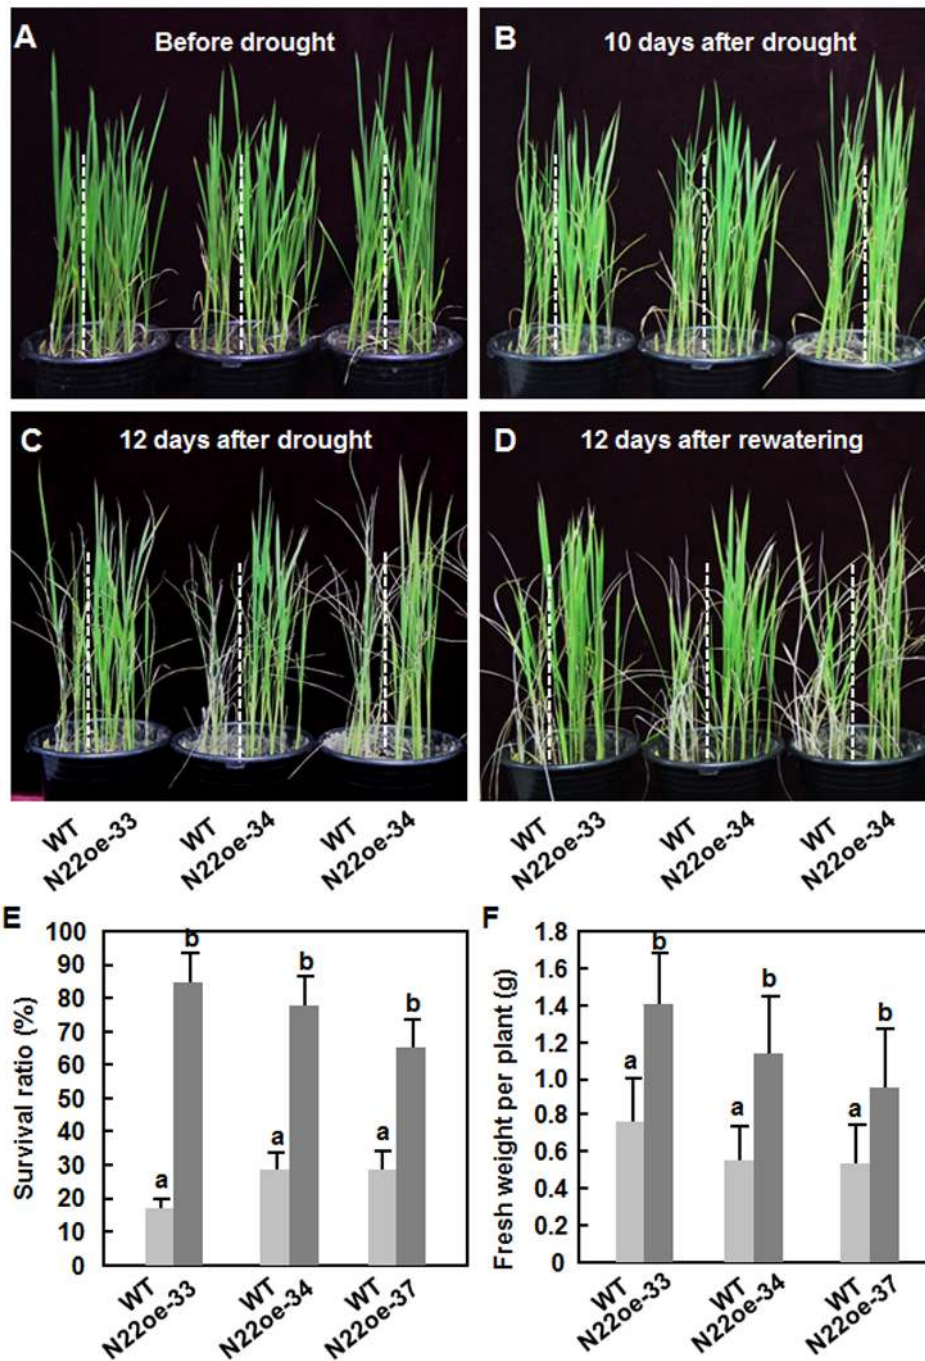 A
Before drought
B
10 days after drought
C
12 days after drought
D
12 days after rewatering
WT
N22oe-33
WT
N22oe-34
WT
N22oe-34
WT
N22oe-33
WT
N22oe-34
WT
N22oe-34
E
Survival ratio (%)
100
90
80
70
60
50
40
30
20
10
0
a
b
a
b
a
b
WT
N22oe-33
WT
N22oe-34
WT
N22oe-37
F
Fresh weight per plant (g)
1.8
1.6
1.4
1.2
1.0
0.8
0.6
0.4
0.2
0
a
b
a
b
a
b
WT
N22oe-33
WT
N22oe-34
WT
N22oe-37